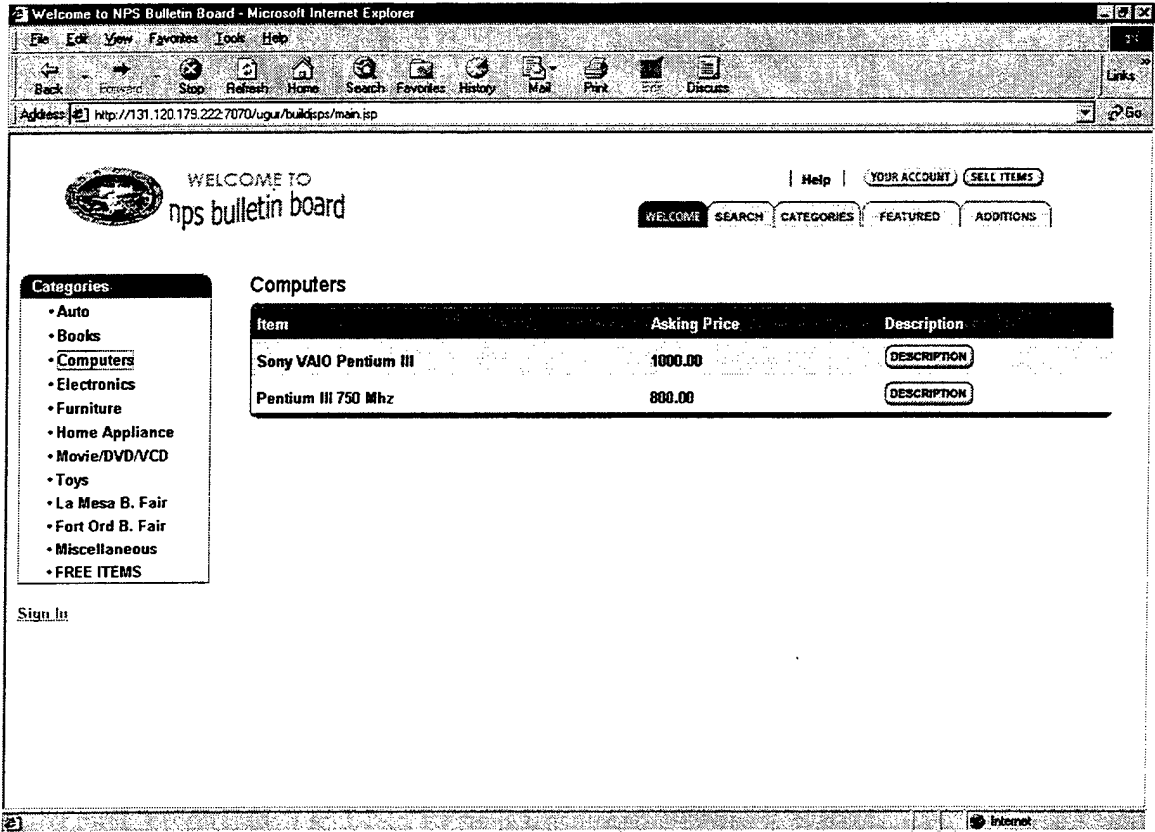 Welcome to NPS Bulletin Board - Microsoft Internet Explorer
File Edit View Favorites Tools Help
Back Forward Stop Refresh Home Search Favorites History Mail Print Edit Discuss Links
Address http://131.120.179.222:7070/ugur/buildjsps/main.jsp Go
WELCOME TO
nps bulletin board
Help YOUR ACCOUNT SELL ITEMS
WELCOME SEARCH CATEGORIES FEATURED ADDITIONS
Categories
• Auto
• Books
• Computers
• Electronics
• Furniture
• Home Appliance
• Movie/DVD/VCD
• Toys
• La Mesa B. Fair
• Fort Ord B. Fair
• Miscellaneous
• FREE ITEMS
Sign In
Computers
Item Asking Price Description
Sony VAIO Pentium III 1000.00 DESCRIPTION
Pentium III 750 Mhz 800.00 DESCRIPTION
Internet